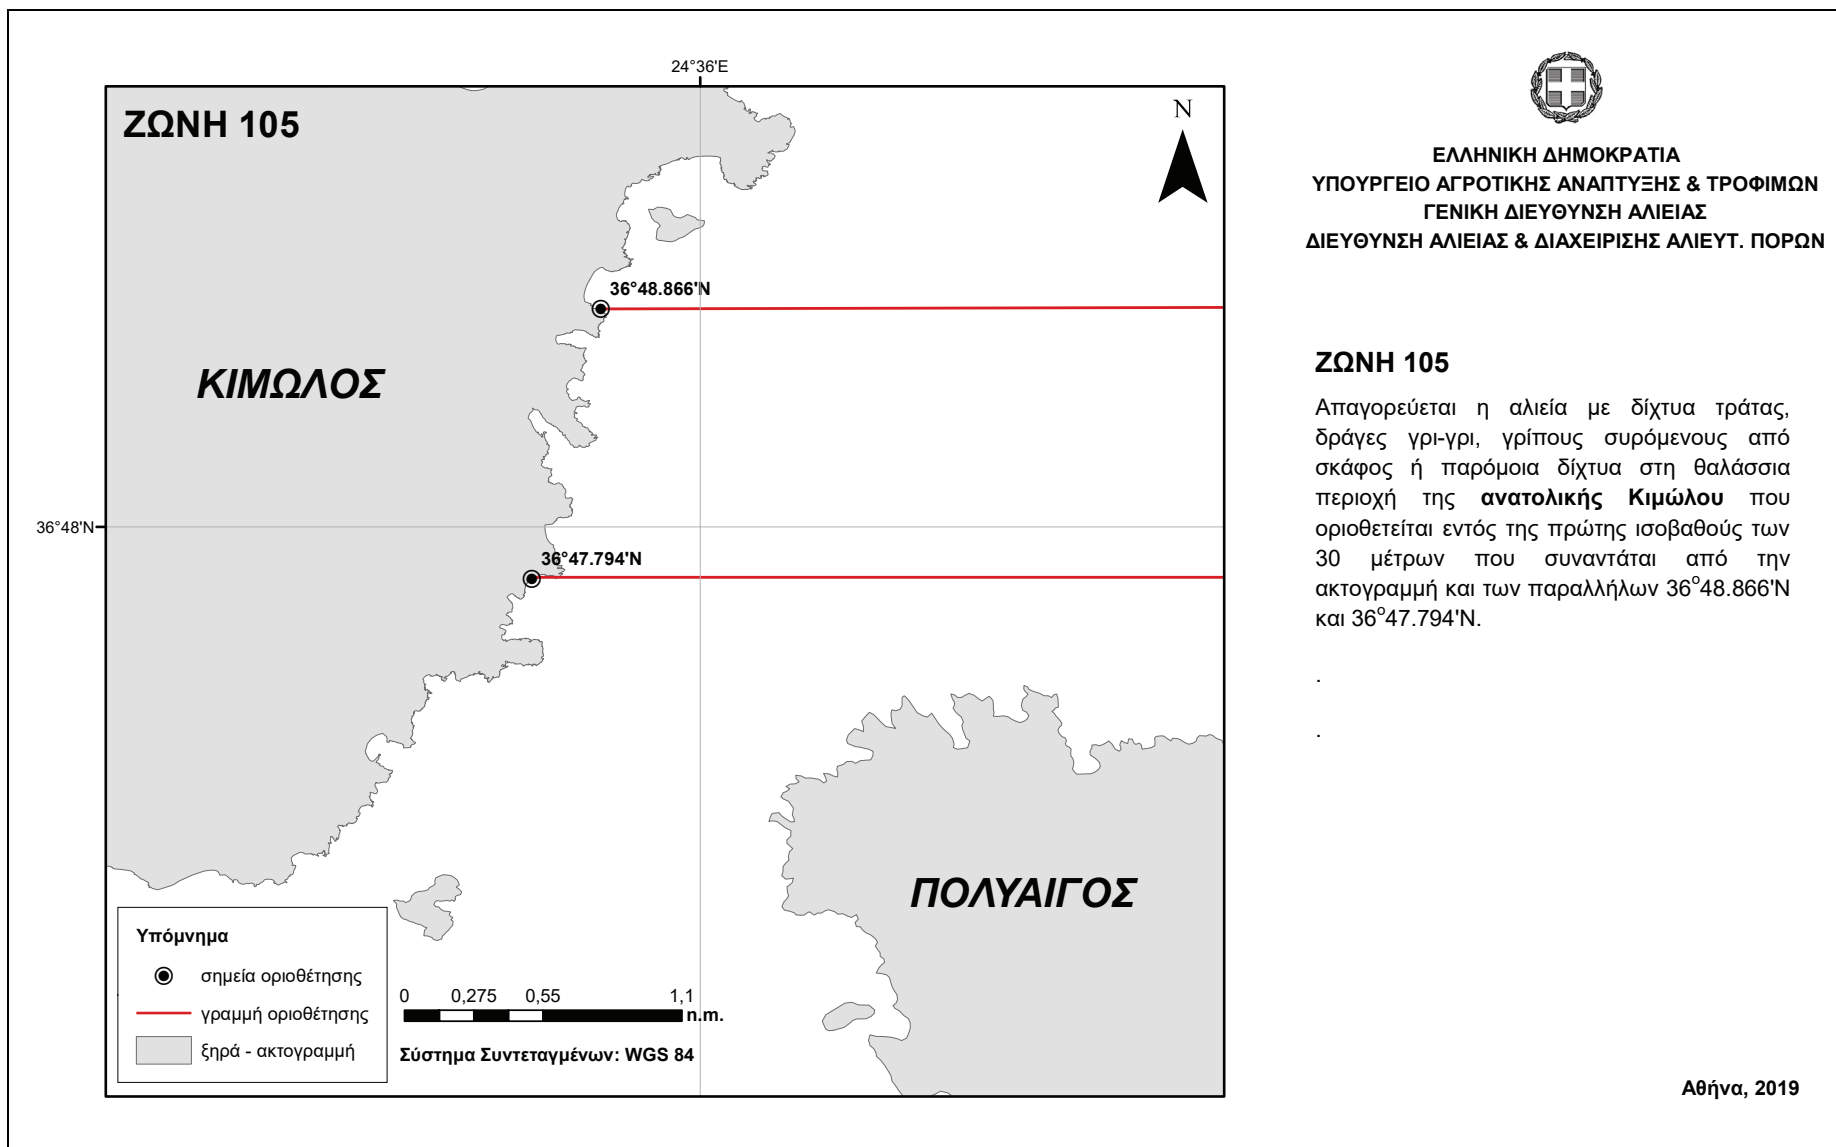 24°36'E
ΖΩΝΗ 105
N
36°48.866'N
ΚΙΜΩΛΟΣ
36°48'N
36°47.794'N
ΠΟΛΥΑΙΓΟΣ
Υπόμνημα
σημεία οριοθέτησης
γραμμή οριοθέτησης
ξηρά - ακτογραμμή
0 0,275 0,55 1,1
n.m.
Σύστημα Συντεταγμένων: WGS 84
ΕΛΛΗΝΙΚΗ ΔΗΜΟΚΡΑΤΙΑ
ΥΠΟΥΡΓΕΙΟ ΑΓΡΟΤΙΚΗΣ ΑΝΑΠΤΥΞΗΣ & ΤΡΟΦΙΜΩΝ
ΓΕΝΙΚΗ ΔΙΕΥΘΥΝΣΗ ΑΛΙΕΙΑΣ
ΔΙΕΥΘΥΝΣΗ ΑΛΙΕΙΑΣ & ΔΙΑΧΕΙΡΙΣΗΣ ΑΛΙΕΥΤ. ΠΟΡΩΝ
ΖΩΝΗ 105
Απαγορεύεται η αλιεία με δίχτυα τράτας,
δράγες γρι-γρι, γρίπους συρόμενους από
σκάφος ή παρόμοια δίχτυα στη θαλάσσια
περιοχή της ανατολικής Κιμώλου που
οριοθετείται εντός της πρώτης ισοβαθούς των
30 μέτρων που συναντάται από την
ακτογραμμή και των παραλλήλων 36°48.866'N
και 36°47.794'N.
.
.
Αθήνα, 2019